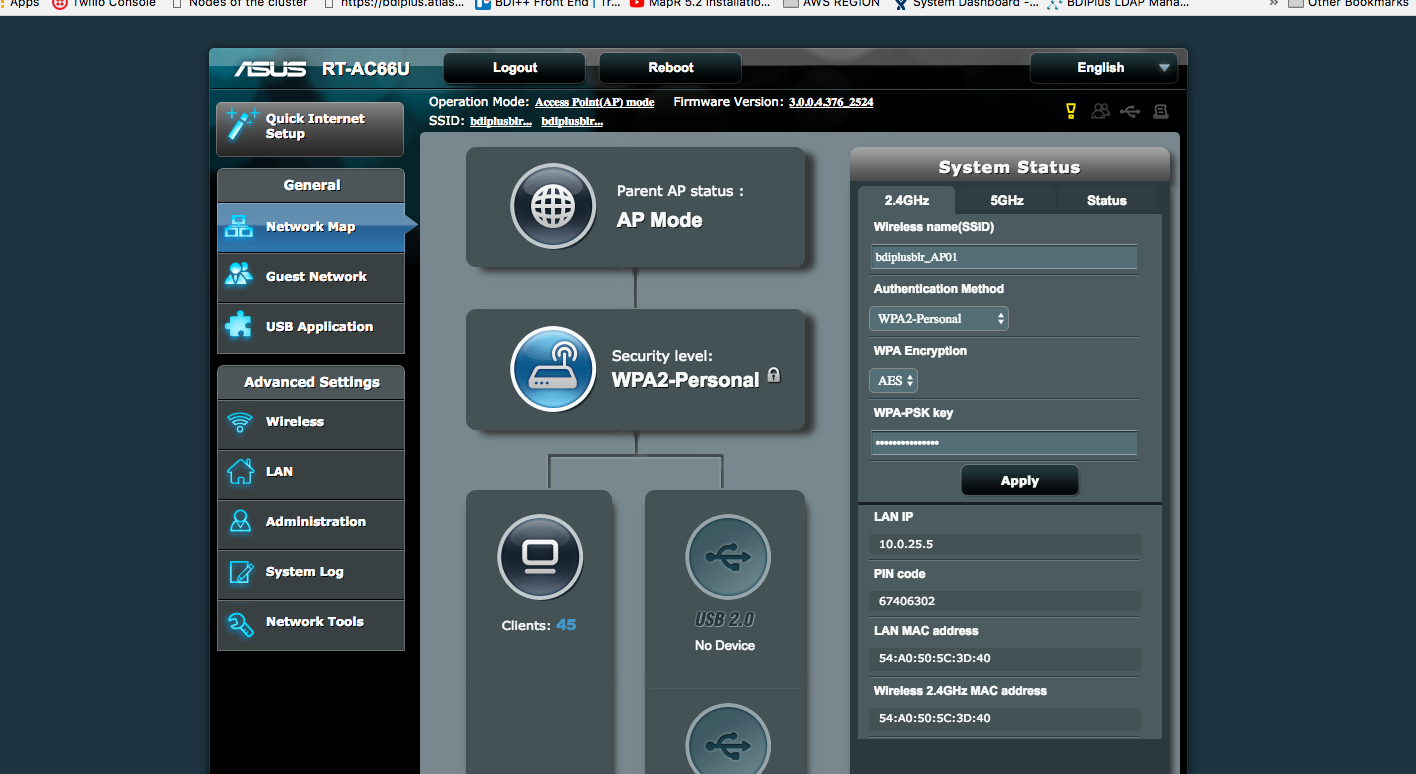 Apps Twilio Console Nodes of the cluster https://bdiplus.atlas... BDI++ Front End | Tr... MapR 5.2 Installatio... AWS REGION System Dashboard -... BDIPlus LDAP Mana... » Other Bookmarks
ASUS RT-AC66U Logout Reboot English
Operation Mode: Access Point(AP) mode Firmware Version: 3.0.0.4.376_2524
SSID: bdiplusblr... bdiplusblr...
Quick Internet
Setup
General
Network Map
Guest Network
USB Application
Advanced Settings
Wireless
LAN
Administration
System Log
Network Tools
Parent AP status :
AP Mode
Security level:
WPA2-Personal
Clients: 45
USB 2.0
No Device
System Status
2.4GHz 5GHz Status
Wireless name(SSID)
bdiplusblr_AP01
Authentication Method
WPA2-Personal
WPA Encryption
AES
WPA-PSK key
•••••••••••••••
Apply
LAN IP
10.0.25.5
PIN code
67406302
LAN MAC address
54:A0:50:5C:3D:40
Wireless 2.4GHz MAC address
54:A0:50:5C:3D:40